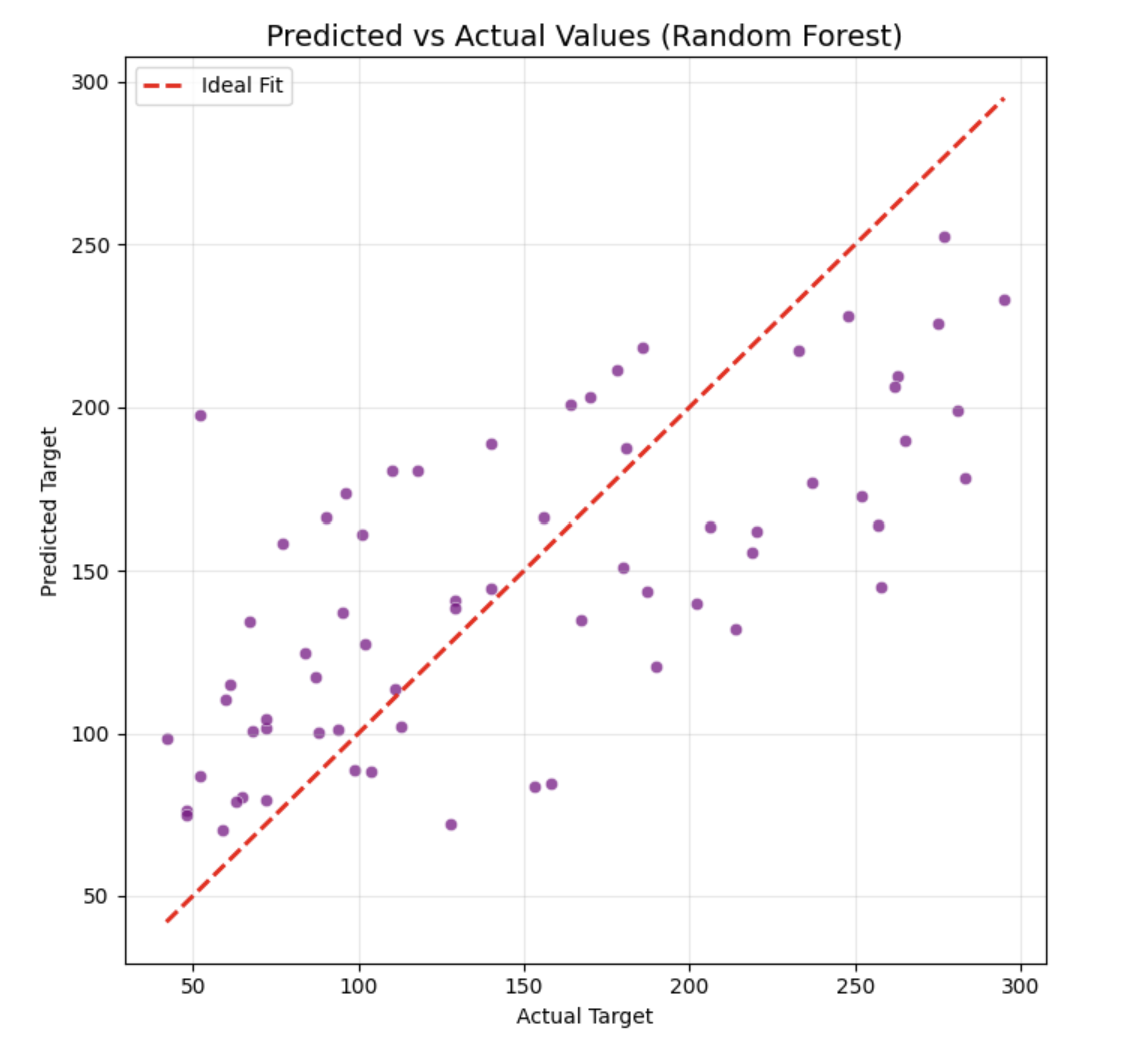 Predicted vs Actual Values (Random Forest)
Ideal Fit
300
250
200
150
100
50
Predicted Target
50 100 150 200 250 300
Actual Target